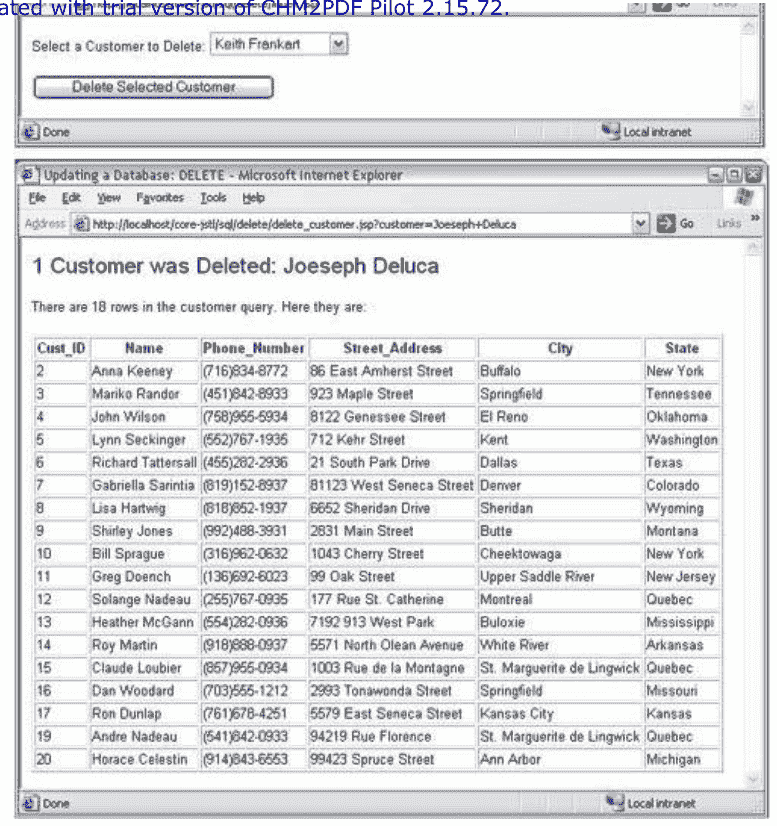 ated with trial version of CHM2PDF Pilot 2.15.72.
Go Links
Select a Customer to Delete: Keith Frankart
Delete Selected Customer
Done Local intranet
Updating a Database: DELETE - Microsoft Internet Explorer
File Edit View Favorites Tools Help
Address http://localhost/core-jstl/sql/delete/delete_customer.jsp?customer=Joeseph+Deluca Go Links »
1 Customer was Deleted: Joeseph Deluca
There are 18 rows in the customer query. Here they are:
Cust_ID Name Phone_Number Street_Address City State
2 Anna Keeney (716)834-8772 86 East Amherst Street Buffalo New York
3 Mariko Randor (451)842-8933 923 Maple Street Springfield Tennessee
4 John Wilson (758)955-5934 8122 Genessee Street El Reno Oklahoma
5 Lynn Seckinger (552)767-1935 712 Kehr Street Kent Washington
6 Richard Tattersall (455)282-2936 21 South Park Drive Dallas Texas
7 Gabriella Sarintia (819)152-8937 81123 West Seneca Street Denver Colorado
8 Lisa Hartwig (818)852-1937 6652 Sheridan Drive Sheridan Wyoming
9 Shirley Jones (992)488-3931 2831 Main Street Butte Montana
10 Bill Sprague (316)962-0632 1043 Cherry Street Cheektowaga New York
11 Greg Doench (136)692-6023 99 Oak Street Upper Saddle River New Jersey
12 Solange Nadeau (255)767-0935 177 Rue St. Catherine Montreal Quebec
13 Heather McGann (554)282-0936 7192 913 West Park Buloxie Mississippi
14 Roy Martin (918)888-0937 5571 North Olean Avenue White River Arkansas
15 Claude Loubier (857)955-0934 1003 Rue de la Montagne St. Marguerite de Lingwick Quebec
16 Dan Woodard (703)555-1212 2993 Tonawonda Street Springfield Missouri
17 Ron Dunlap (761)678-4251 5579 East Seneca Street Kansas City Kansas
19 Andre Nadeau (541)842-0933 94219 Rue Florence St. Marguerite de Lingwick Quebec
20 Horace Celestin (914)843-6553 99423 Spruce Street Ann Arbor Michigan
Done Local intranet